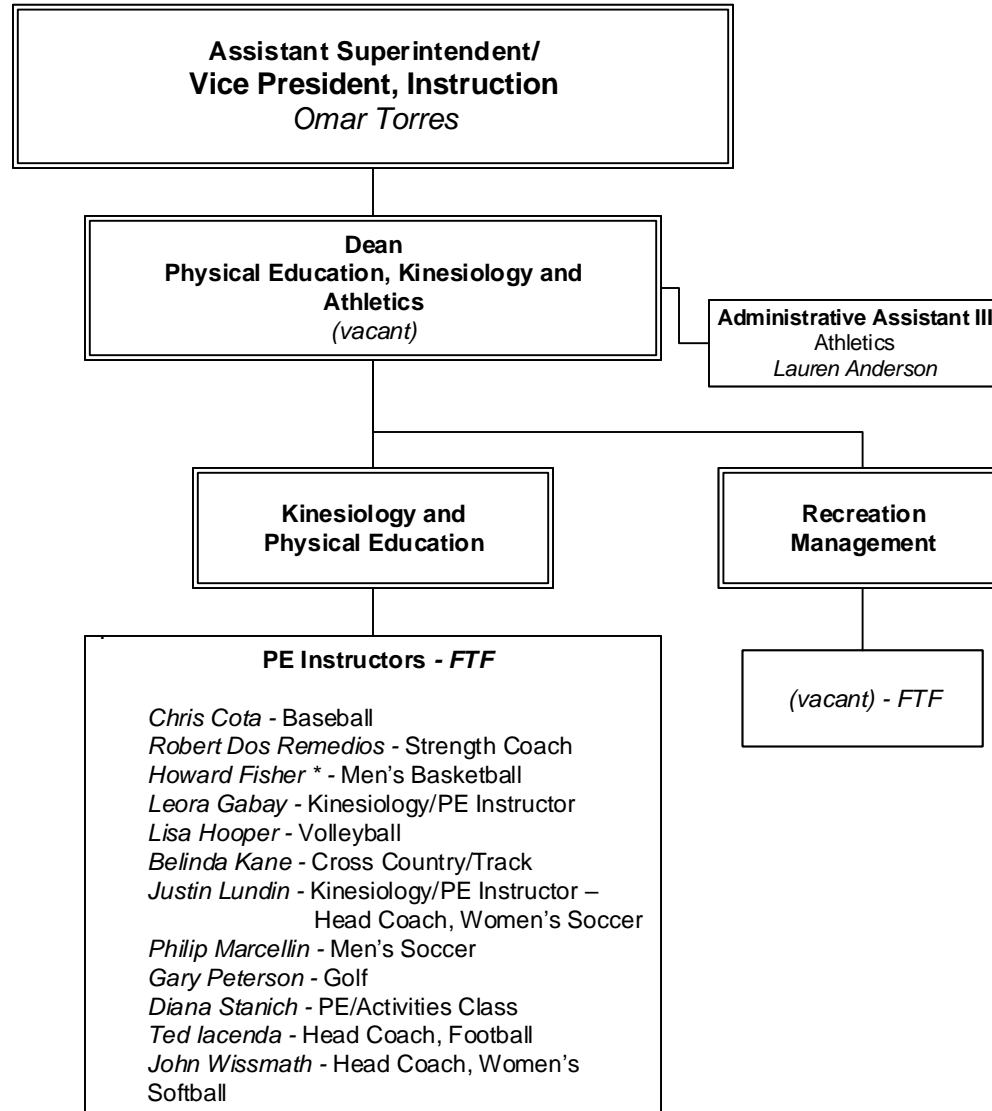 Assistant Superintendent/
Vice President, Instruction
Omar Torres
Dean
Physical Education, Kinesiology and
Athletics
(vacant)
Administrative Assistant III
Athletics
Lauren Anderson
Kinesiology and
Physical Education
Recreation
Management
PE Instructors - FTF
(vacant) - FTF
Chris Cota - Baseball
Robert Dos Remedios - Strength Coach
Howard Fisher * - Men’s Basketball
Leora Gabay - Kinesiology/PE Instructor
Lisa Hooper - Volleyball
Belinda Kane - Cross Country/Track
Justin Lundin - Kinesiology/PE Instructor –
Head Coach, Women’s Soccer
Philip Marcellin - Men’s Soccer
Gary Peterson - Golf
Diana Stanich - PE/Activities Class
Ted Iacenda - Head Coach, Football
John Wissmath - Head Coach, Women’s
Softball